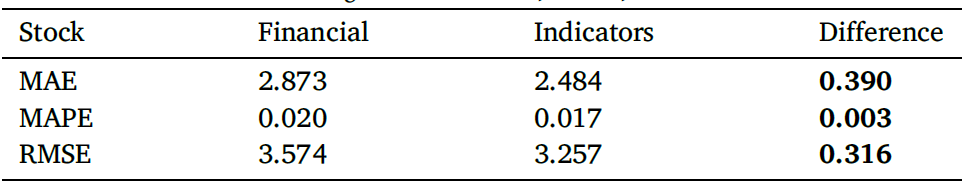 Stock Financial Indicators Difference
MAE 2.873 2.484 0.390
MAPE 0.020 0.017 0.003
RMSE 3.574 3.257 0.316